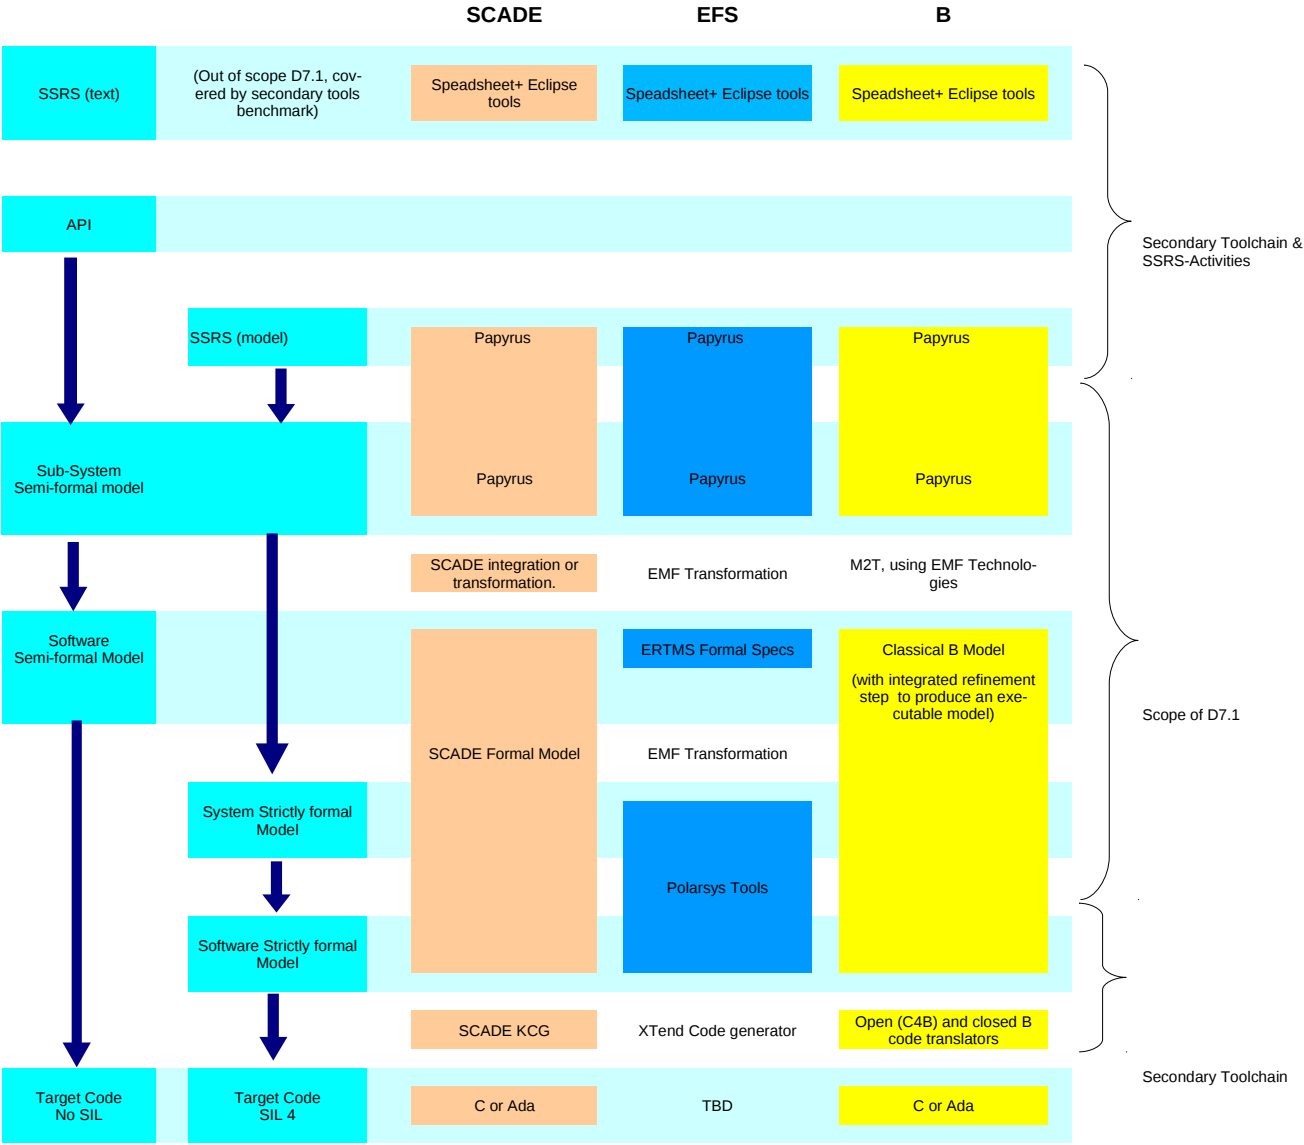 SCADE
EFS
B
SSRS (text)
(Out of scope D7.1, cov-
ered by secondary tools
benchmark)
Speadsheet+ Eclipse
tools
Speadsheet+ Eclipse tools
Speadsheet+ Eclipse tools
API
Secondary Toolchain &
SSRS-Activities
SSRS (model)
Papyrus
Papyrus
Papyrus
Sub-System
Semi-formal model
Papyrus
Papyrus
Papyrus
SCADE integration or
transformation.
EMF Transformation
M2T, using EMF Technolo-
gies
Software
Semi-formal Model
ERTMS Formal Specs
Classical B Model
(with integrated refinement
step  to produce an exe-
cutable model)
Scope of D7.1
SCADE Formal Model
EMF Transformation
System Strictly formal
Model
Polarsys Tools
Software Strictly formal
Model
SCADE KCG
XTend Code generator
Open (C4B) and closed B
code translators
Secondary Toolchain
Target Code
No SIL
Target Code
SIL 4
C or Ada
TBD
C or Ada